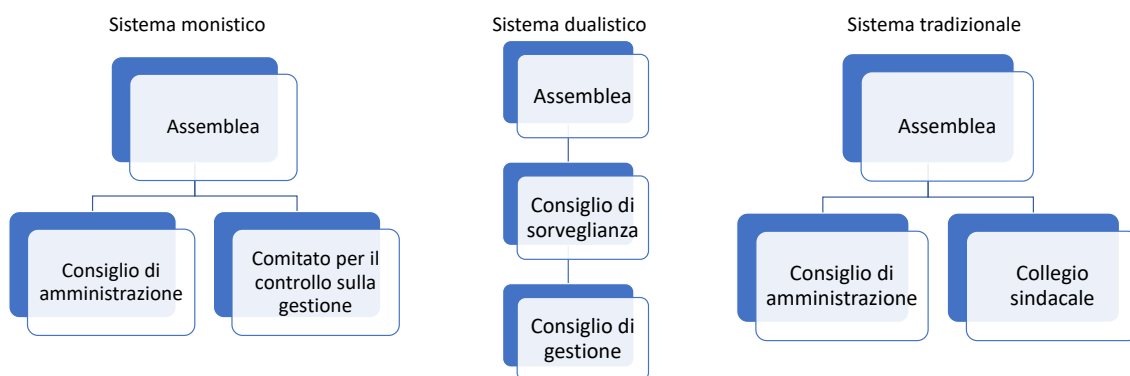 Sistema monistico
Assemblea
Consiglio di
amministrazione
Comitato per il
controllo sulla
gestione
Sistema dualistico
Assemblea
Consiglio di
sorveglianza
Consiglio di
gestione
Sistema tradizionale
Assemblea
Consiglio di
amministrazione
Collegio
sindacale